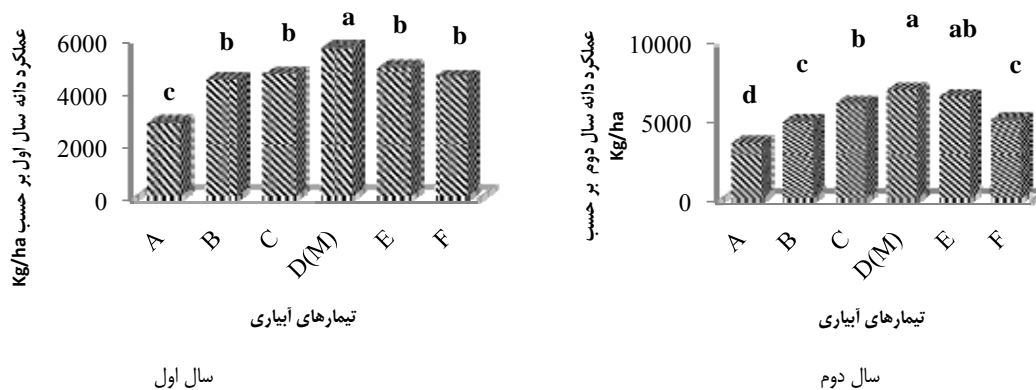 عملکرد دانه سال اول بر حسب Kg/ha
6000
4000
2000
0
c
b
b
a
b
b
A
B
C
D(M)
E
F
تیمارهای آبیاری
سال اول
عملکرد دانه سال دوم بر حسب
Kg/ha
10000
5000
0
d
c
b
a
ab
c
A
B
C
D(M)
E
F
تیمارهای آبیاری
سال دوم